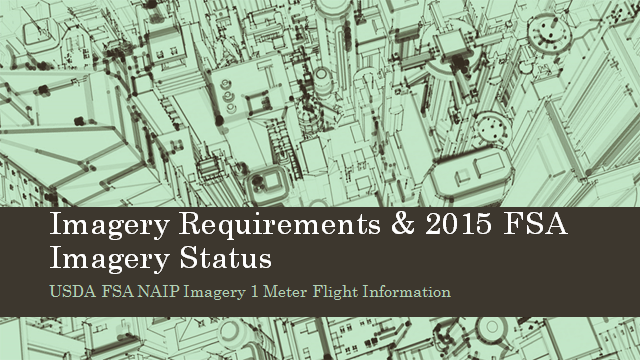 Imagery Requirements & 2015 FSA
Imagery Status
USDA FSA NAIP Imagery 1 Meter Flight Information